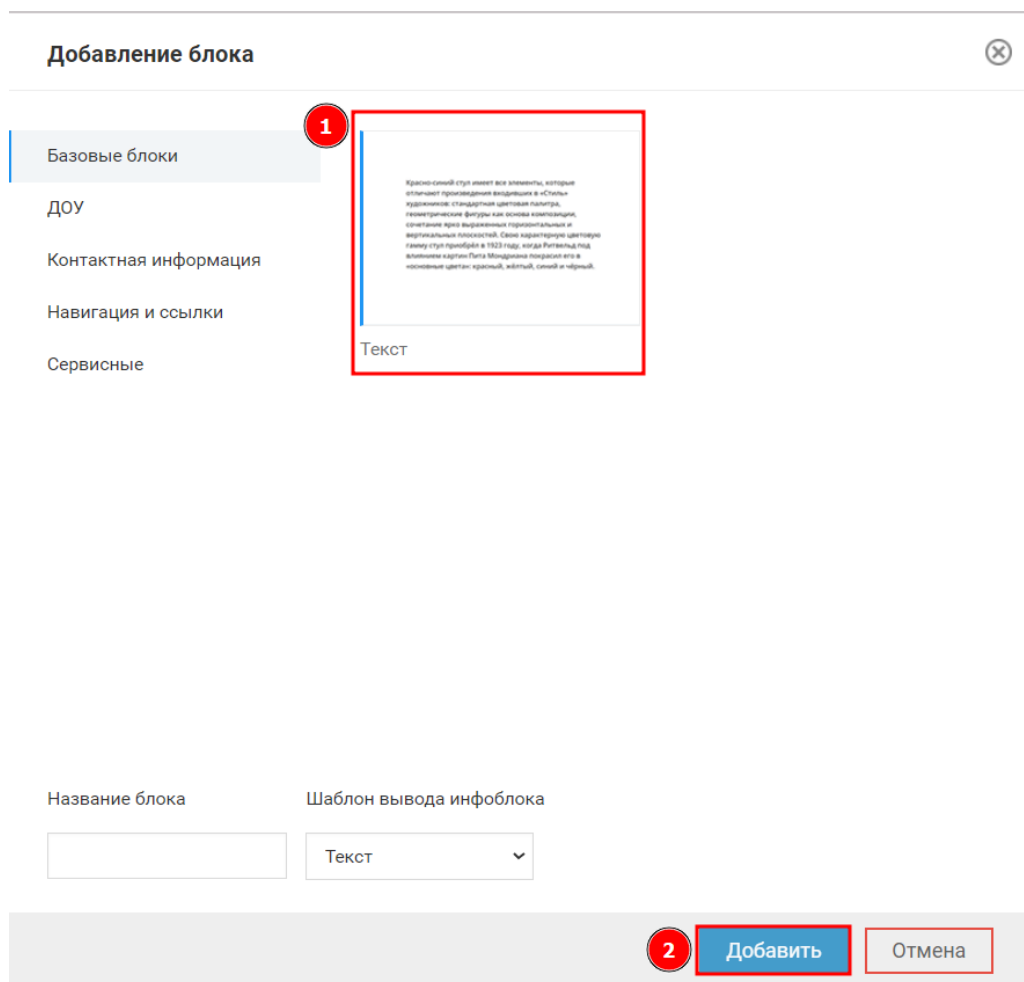 Добавление блока
1
Базовые блоки
ДОУ
Контактная информация
Навигация и ссылки
Сервисные
Красно-синий стул имеет все элементы, которые
отличают произведения входивших в «Стиль»
художников: стандартная цветовая палитра,
геометрические фигуры как основа композиции,
сочетание ярко выраженных горизонтальных и
вертикальных плоскостей. Свою характерную цветовую
гамму стул приобрёл в 1923 году, когда Ритвельд под
влиянием картин Пита Мондриана покрасил его в
«основные цвета»: красный, жёлтый, синий и чёрный.
Текст
Название блока
Шаблон вывода инфоблока
Текст
2
Добавить
Отмена